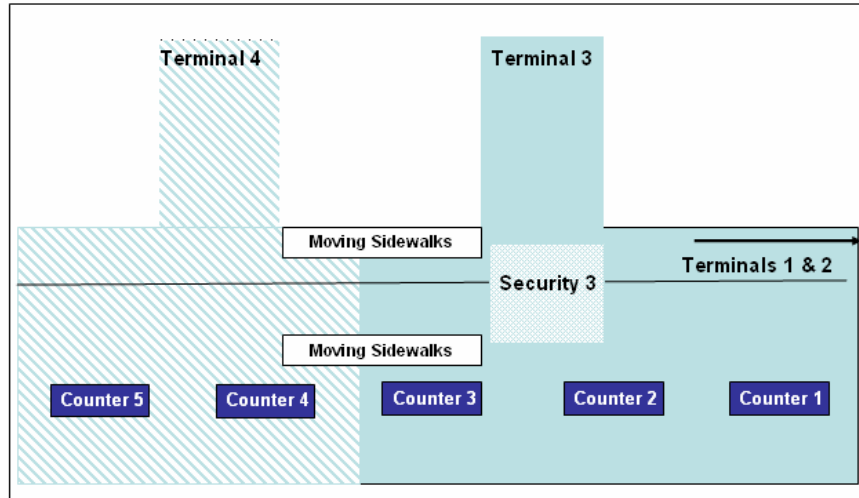 Terminal 4
Terminal 3
Moving Sidewalks
Terminals 1 & 2
Security 3
Moving Sidewalks
Counter 5
Counter 4
Counter 3
Counter 2
Counter 1